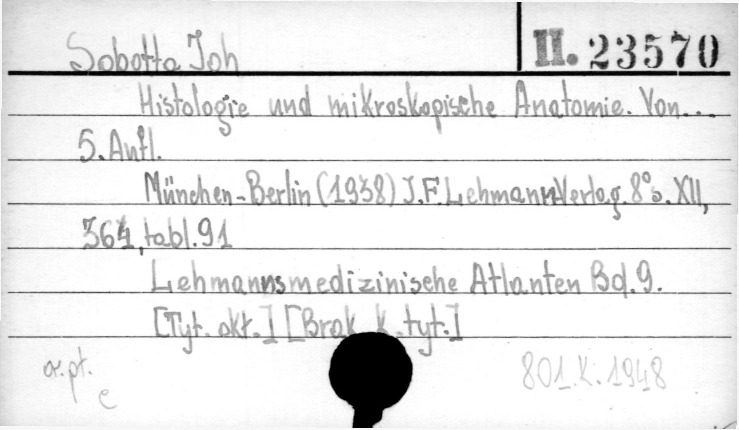 Sobotta Joh II. 23570
Histologie und mikroskopische Anatomie. Von...
5. Aufl.
München-Berlin (1938) J.F. Lehmanns Verlag. 8° s. XII,
364, tabl. 91
Lehmanns medizinische Atlanten Bd. 9.
[Tyt. okł.] [Brak k. tyt.]
801.K.1948
e